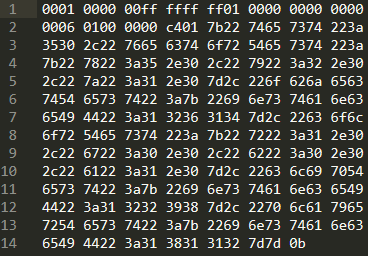 1 0001 0000 00ff ffff ff01 0000 0000 0000
2 0006 0100 0000 c401 7b22 7465 7374 223a
3 3530 2c22 7665 6374 6f72 5465 7374 223a
4 7b22 7822 3a35 2e30 2c22 7922 3a32 2e30
5 2c22 7a22 3a31 2e30 7d2c 226f 626a 6563
6 7454 6573 7422 3a7b 2269 6e73 7461 6e63
7 6549 4422 3a31 3236 3134 7d2c 2263 6f6c
8 6f72 5465 7374 223a 7b22 7222 3a31 2e30
9 2c22 6722 3a30 2e30 2c22 6222 3a30 2e30
10 2c22 6122 3a31 2e30 7d2c 2263 6c69 7054
11 6573 7422 3a7b 2269 6e73 7461 6e63 6549
12 4422 3a31 3232 3938 7d2c 2270 6c61 7965
13 7254 6573 7422 3a7b 2269 6e73 7461 6e63
14 6549 4422 3a31 3831 3132 7d7d 0b